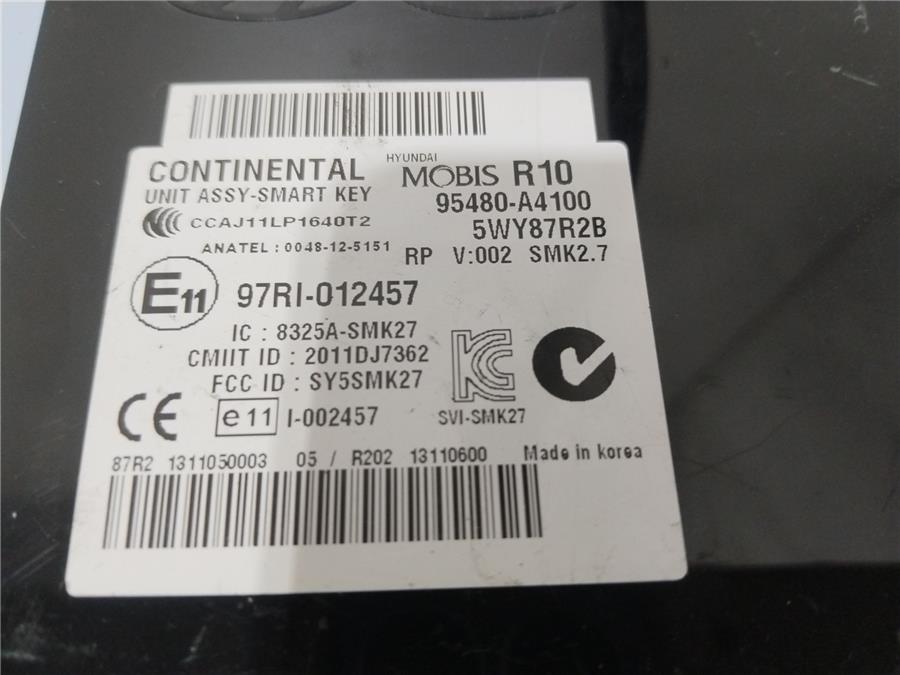 CONTINENTAL HYUNDAI MOBIS R10
UNIT ASSY-SMART KEY 95480-A4100
CCC CCAJ11LP1640T2 5WY87R2B
ANATEL : 0048-12-5151 RP V:002 SMK2.7
E11 97RI-012457
IC : 8325A-SMK27
CMIIT ID : 2011DJ7362
FCC ID : SY5SMK27
KC
CE e11 I-002457 SVI-SMK27
87R2 1311050003 05 / R202 13110600 Made in korea